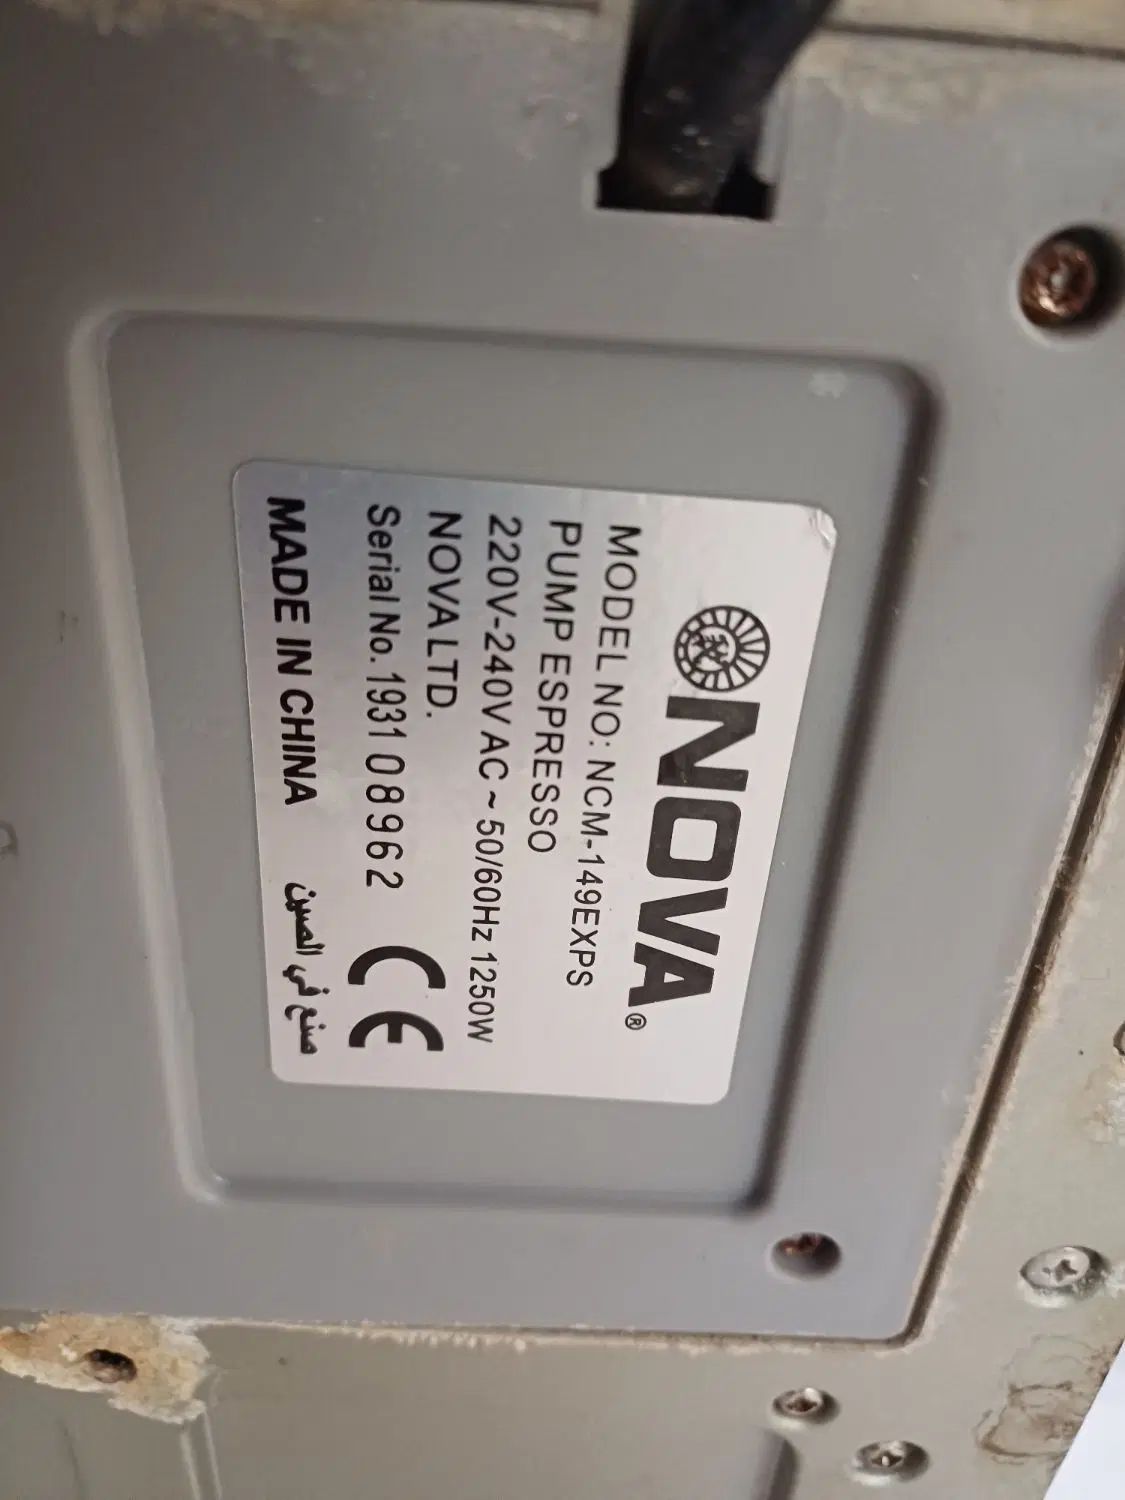 NOVA®
MODEL NO: NCM-149EXPS
PUMP ESPRESSO
220V-240V AC ~ 50/60Hz 1250W
NOVA LTD.
Serial No. 1931 08962 CE
MADE IN CHINA صنع في الصين